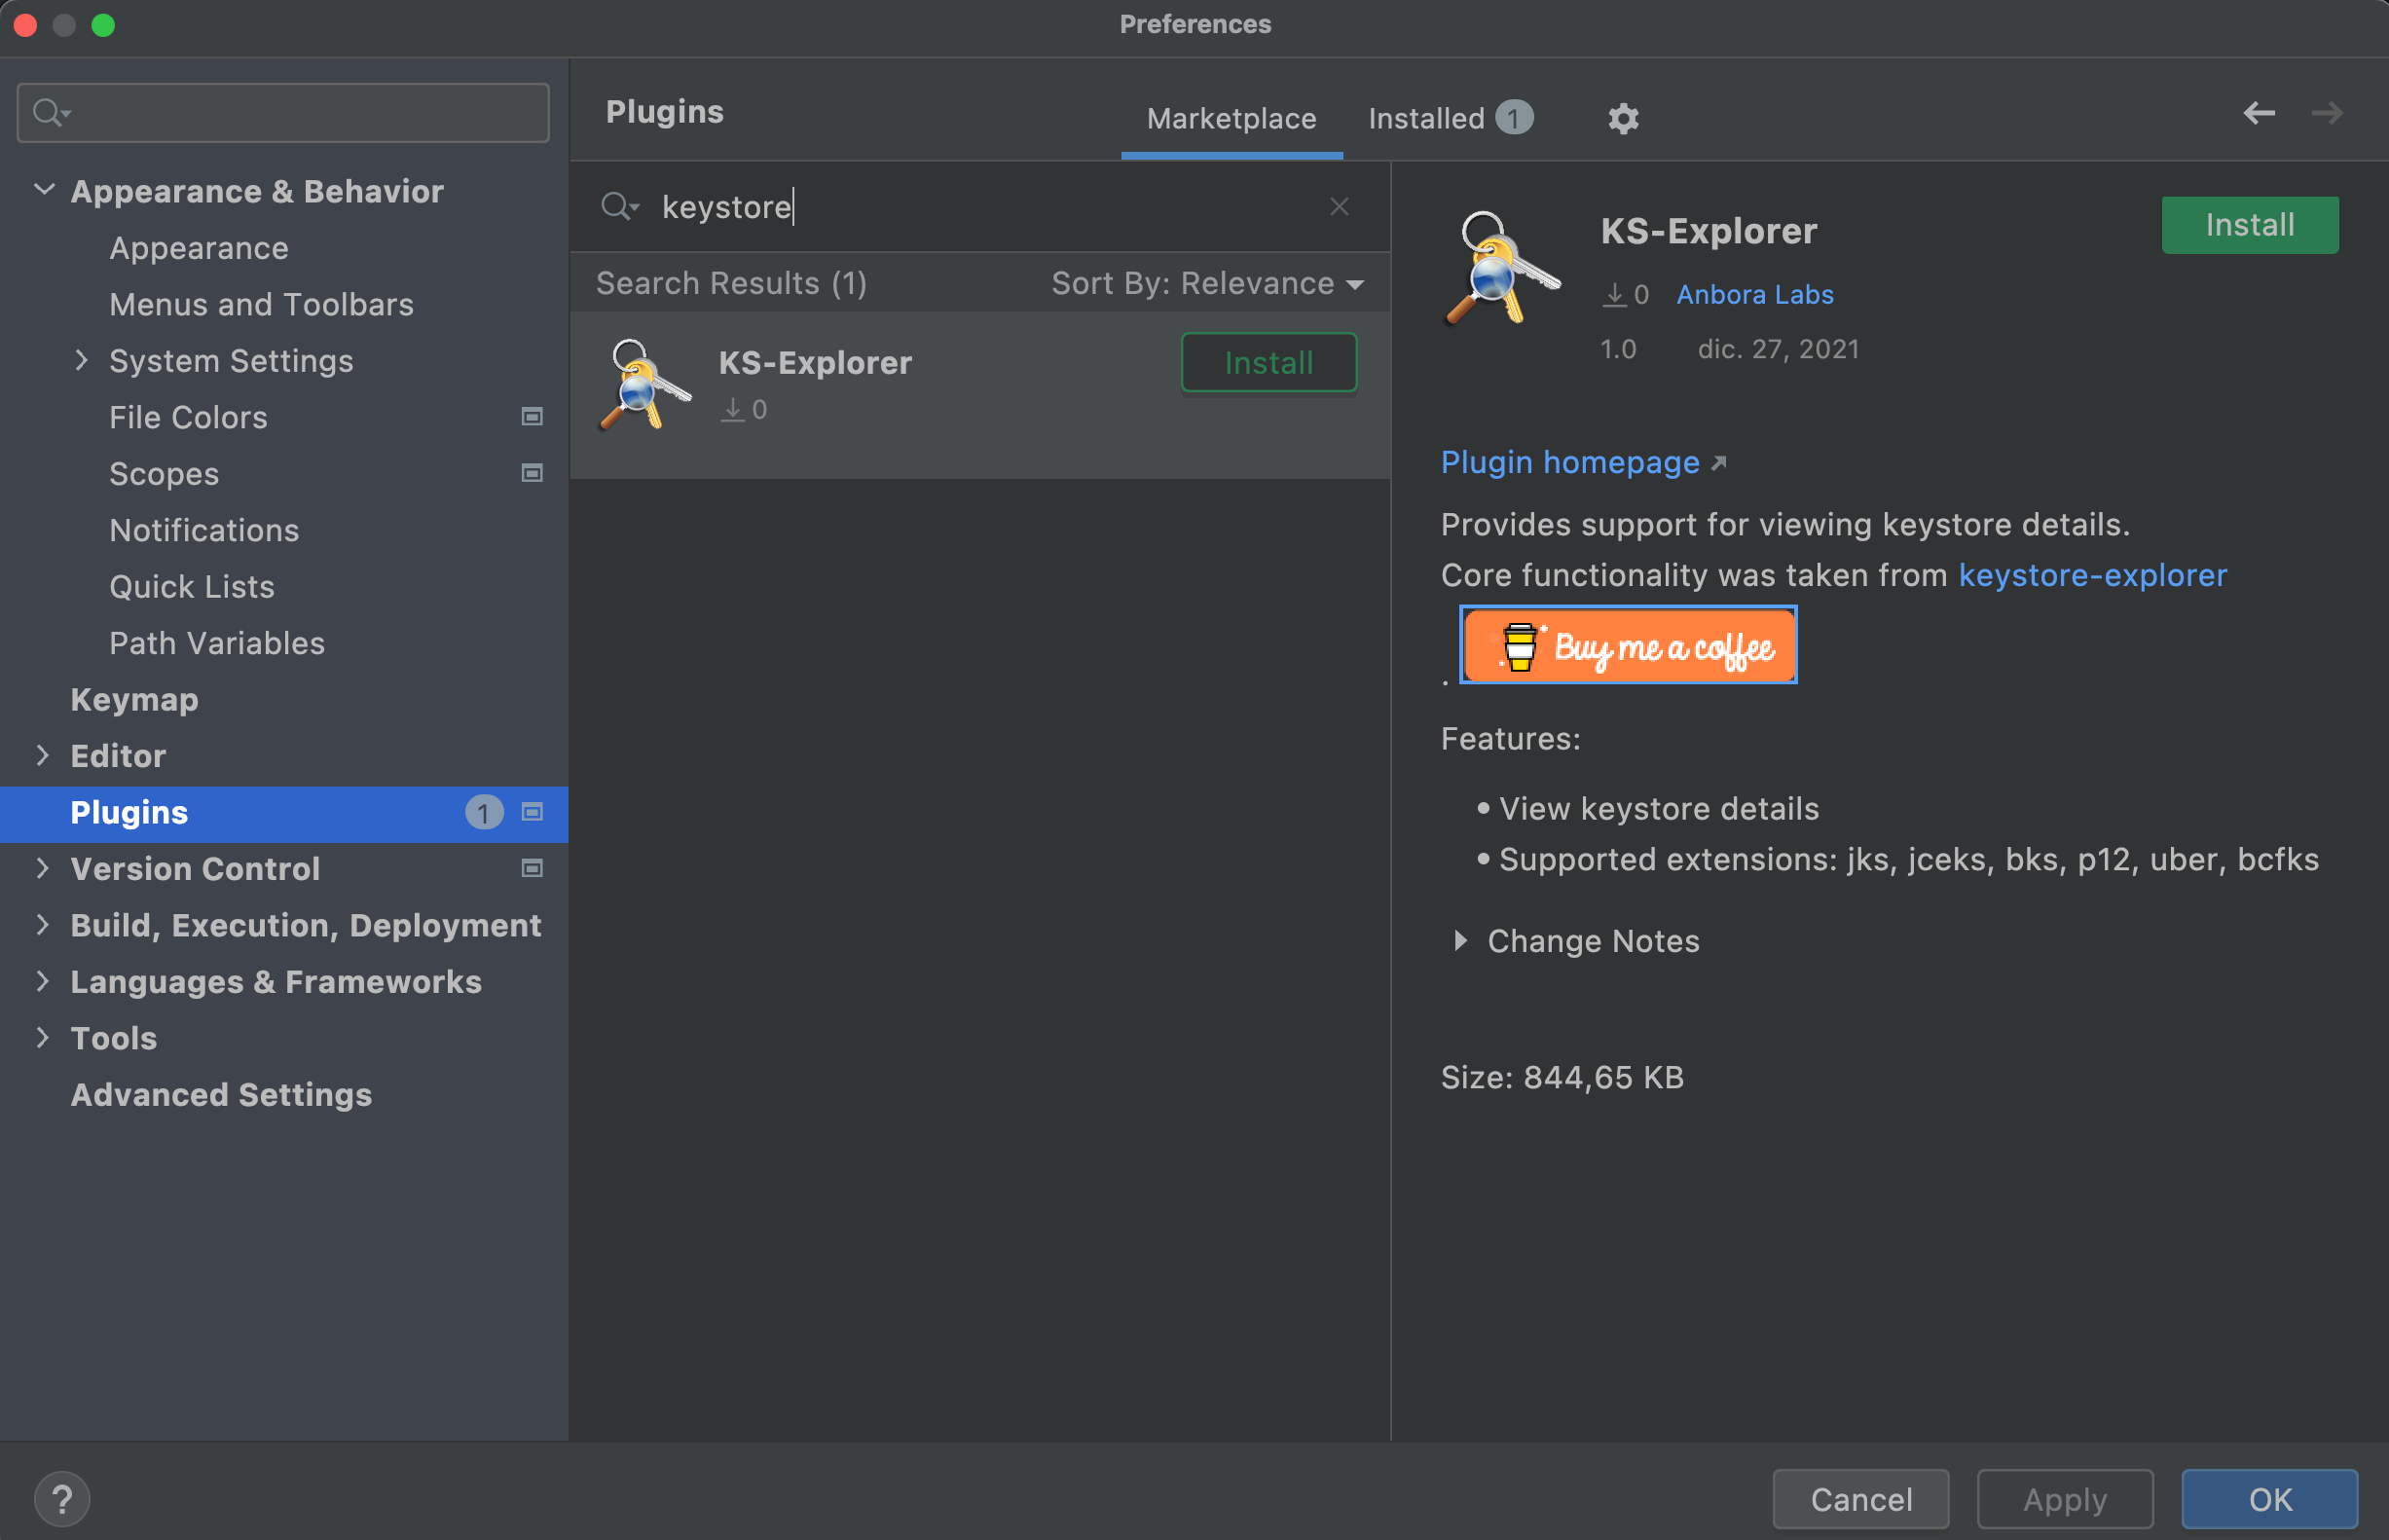 Preferences
Appearance & Behavior
Appearance
Menus and Toolbars
System Settings
File Colors
Scopes
Notifications
Quick Lists
Path Variables
Keymap
Editor
Plugins 1
Version Control
Build, Execution, Deployment
Languages & Frameworks
Tools
Advanced Settings
Plugins
Marketplace Installed 1
keystore
Search Results (1) Sort By: Relevance
KS-Explorer Install
0
KS-Explorer Install
0 Anbora Labs
1.0 dic. 27, 2021
Plugin homepage
Provides support for viewing keystore details.
Core functionality was taken from keystore-explorer
. Buy me a coffee
Features:
• View keystore details
• Supported extensions: jks, jceks, bks, p12, uber, bcfks
Change Notes
Size: 844,65 KB
? Cancel Apply OK